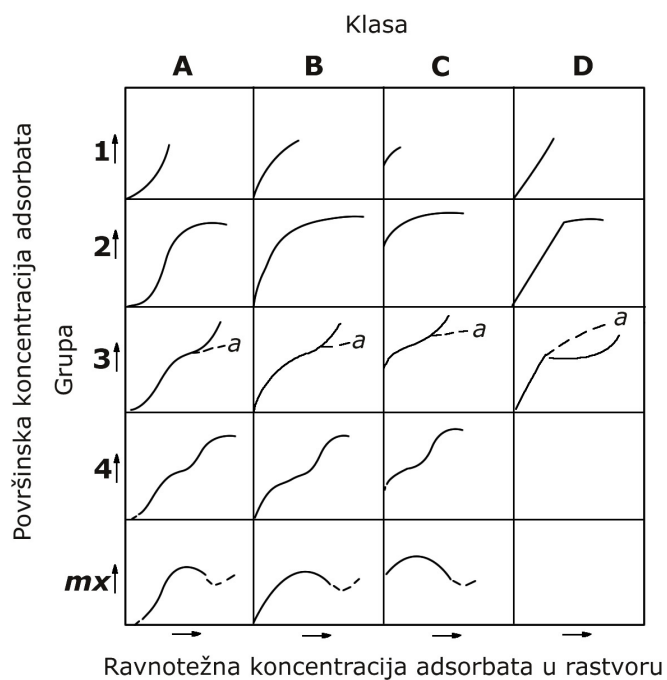 Klasa
A B C D
Površinska koncentracija adsorbata
Grupa
1
2
3 a a a a
4
mx
Ravnotežna koncentracija adsorbata u rastvoru